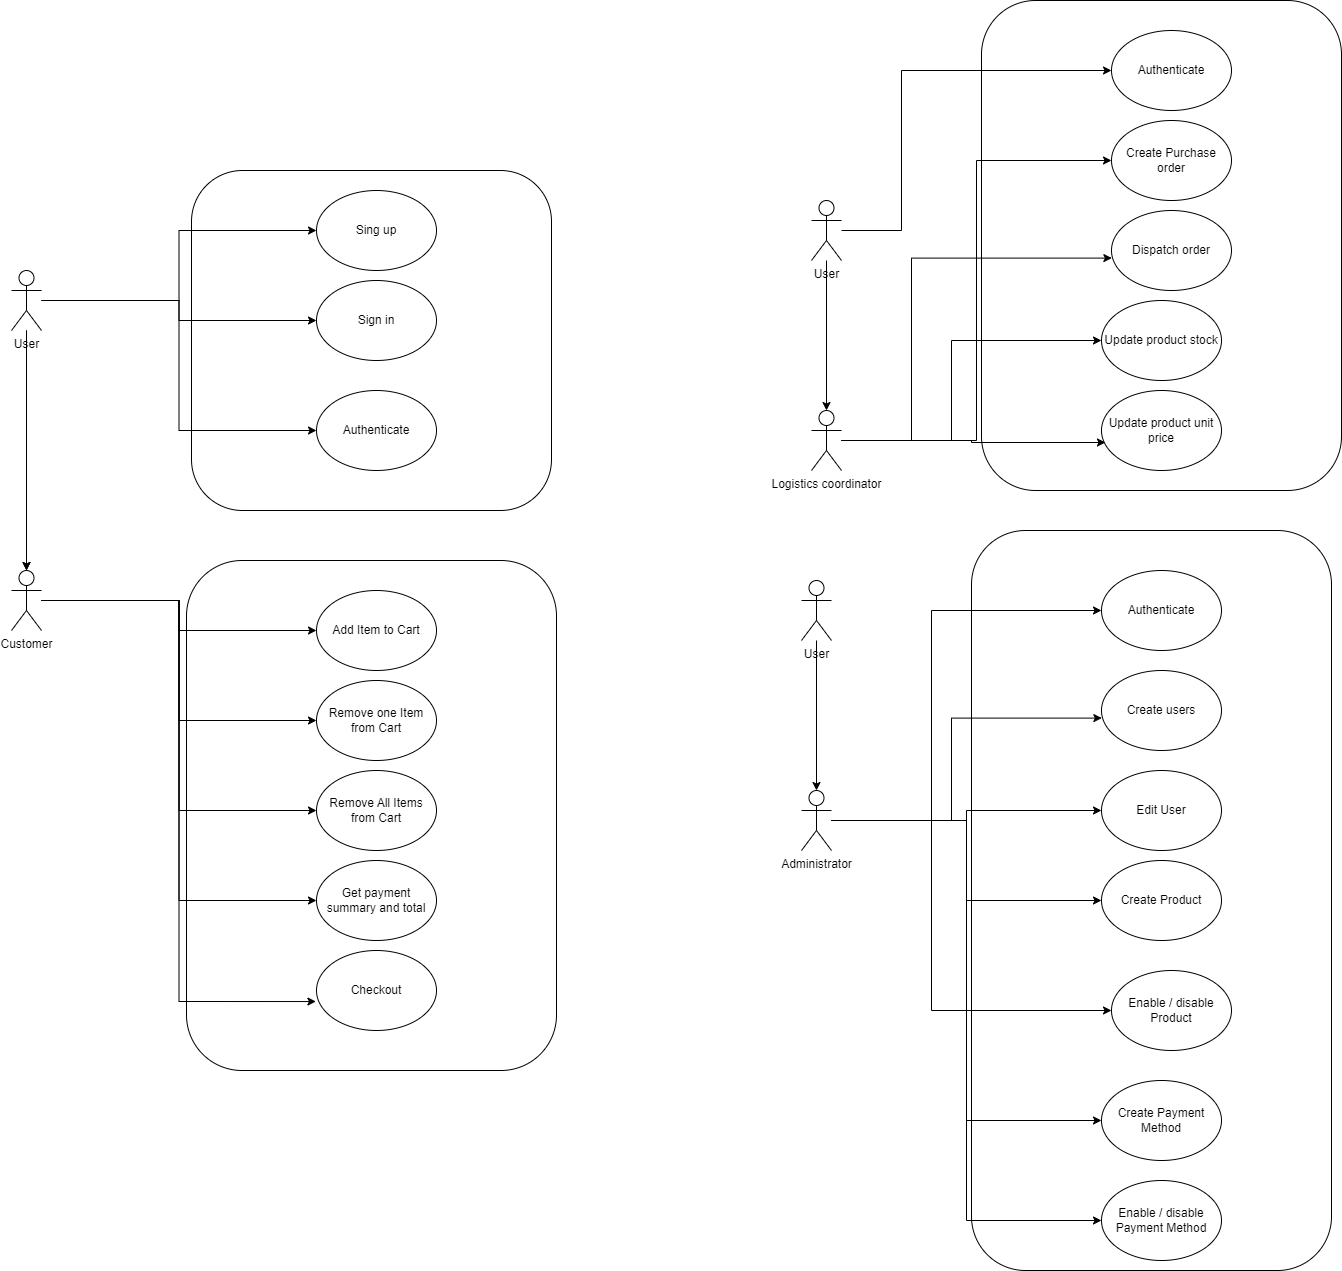 User
Sing up
Sign in
Authenticate
Customer
Add Item to Cart
Remove one Item
from Cart
Remove All Items
from Cart
Get payment
summary and total
Checkout
User
Authenticate
Create Purchase
order
Dispatch order
Update product stock
Update product unit
price
Logistics coordinator
User
Administrator
Authenticate
Create users
Edit User
Create Product
Enable / disable
Product
Create Payment
Method
Enable / disable
Payment Method